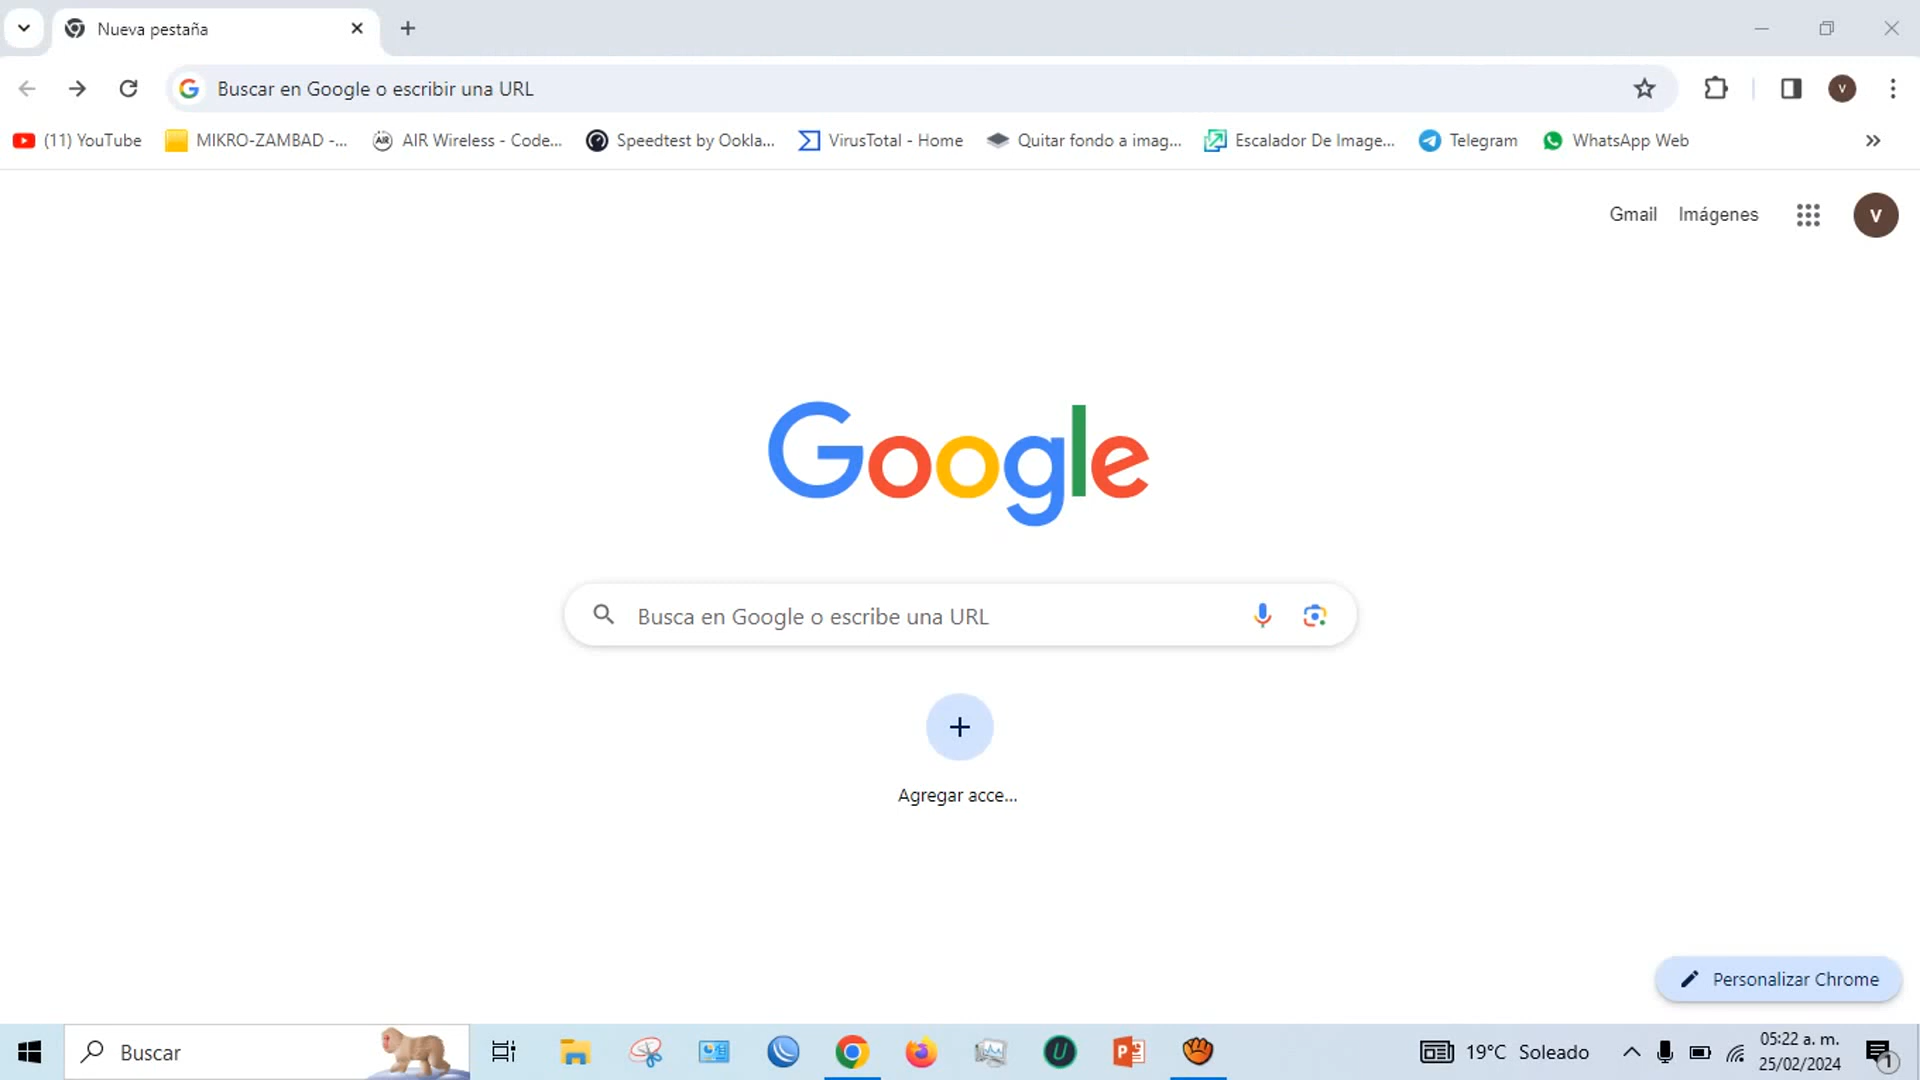 Nueva pestaña
Buscar en Google o escribir una URL
(11) YouTube
MIKRO-ZAMBAD -...
AIR Wireless - Code...
Speedtest by Ookla...
VirusTotal - Home
Quitar fondo a imag...
Escalador De Image...
Telegram
WhatsApp Web
Gmail
Imágenes
V
Google
Busca en Google o escribe una URL
Agregar acce...
Personalizar Chrome
Buscar
19°C Soleado
05:22 a. m.
25/02/2024
1